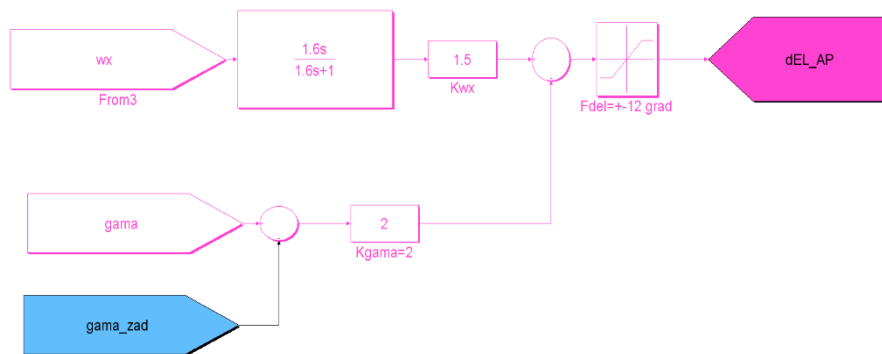 wx
From3
1.6s
1.6s+1
1.5
Kwx
Fdel=+-12 grad
dEL_AP
gama
2
Kgama=2
gama_zad